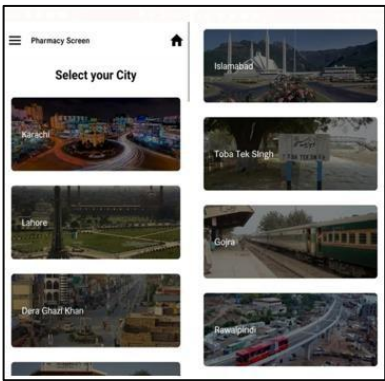 Pharmacy Screen
Select your City
Karachi
Lahore
Dera Ghazi Khan
Islamabad
Toba Tek Singh
Gojra
Rawalpindi